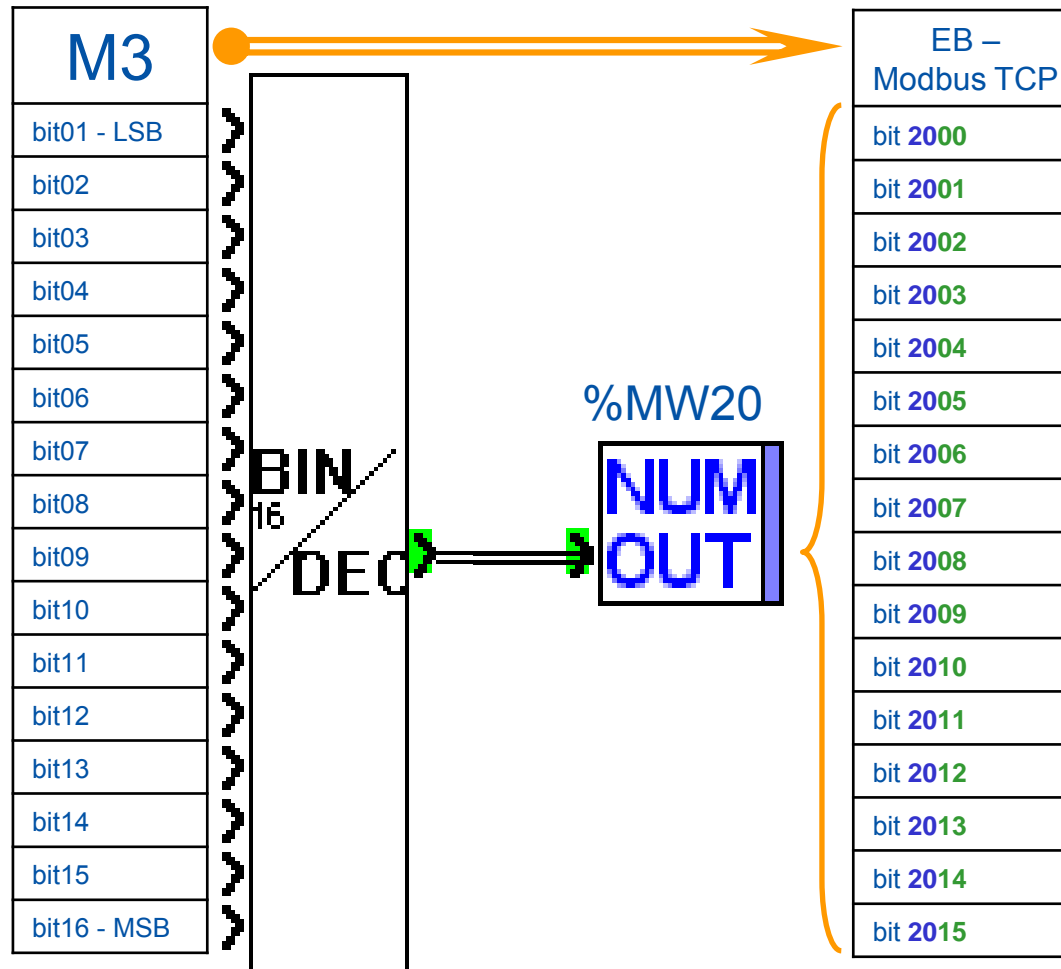 M3
bit01 - LSB
bit02
bit03
bit04
bit05
bit06
bit07
bit08
bit09
bit10
bit11
bit12
bit13
bit14
bit15
bit16 - MSB
BIN
16
DEC
%MW20
NUM
OUT
EB –
Modbus TCP
bit 2000
bit 2001
bit 2002
bit 2003
bit 2004
bit 2005
bit 2006
bit 2007
bit 2008
bit 2009
bit 2010
bit 2011
bit 2012
bit 2013
bit 2014
bit 2015